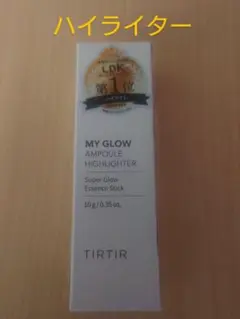 ハイライター
LDK
第1位
MY GLOW
AMPOULE
HIGHLIGHTER
Super Glow
Essence Stick
10 g / 0.35 oz.
TIRTIR